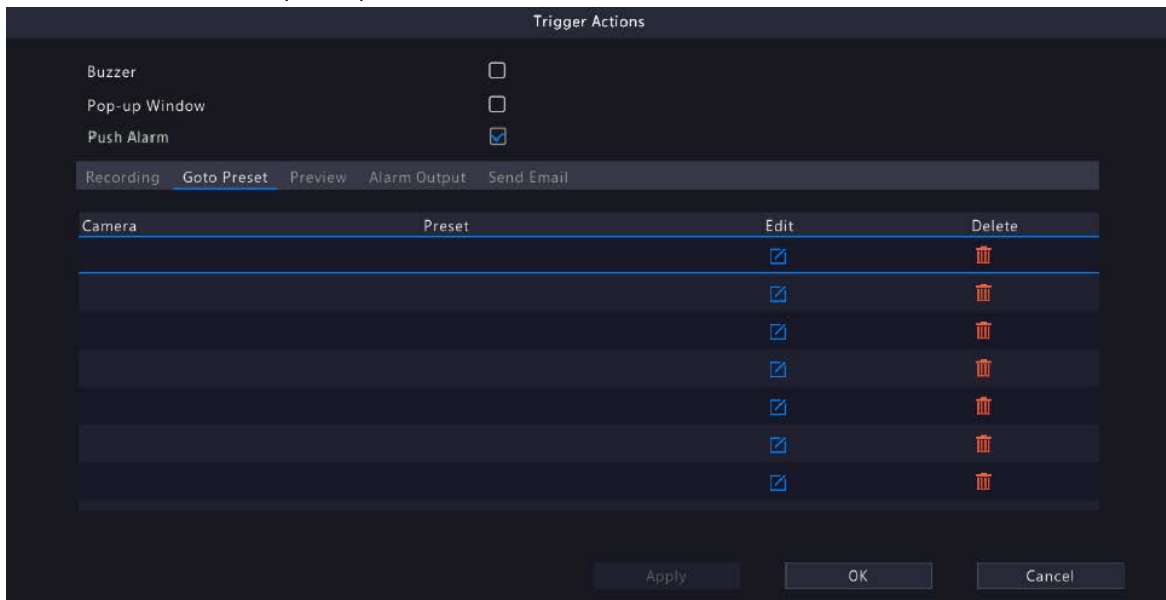 Trigger Actions
Buzzer
Pop-up Window
Push Alarm
Recording Goto Preset Preview Alarm Output Send Email
Camera Preset Edit Delete
Apply OK Cancel